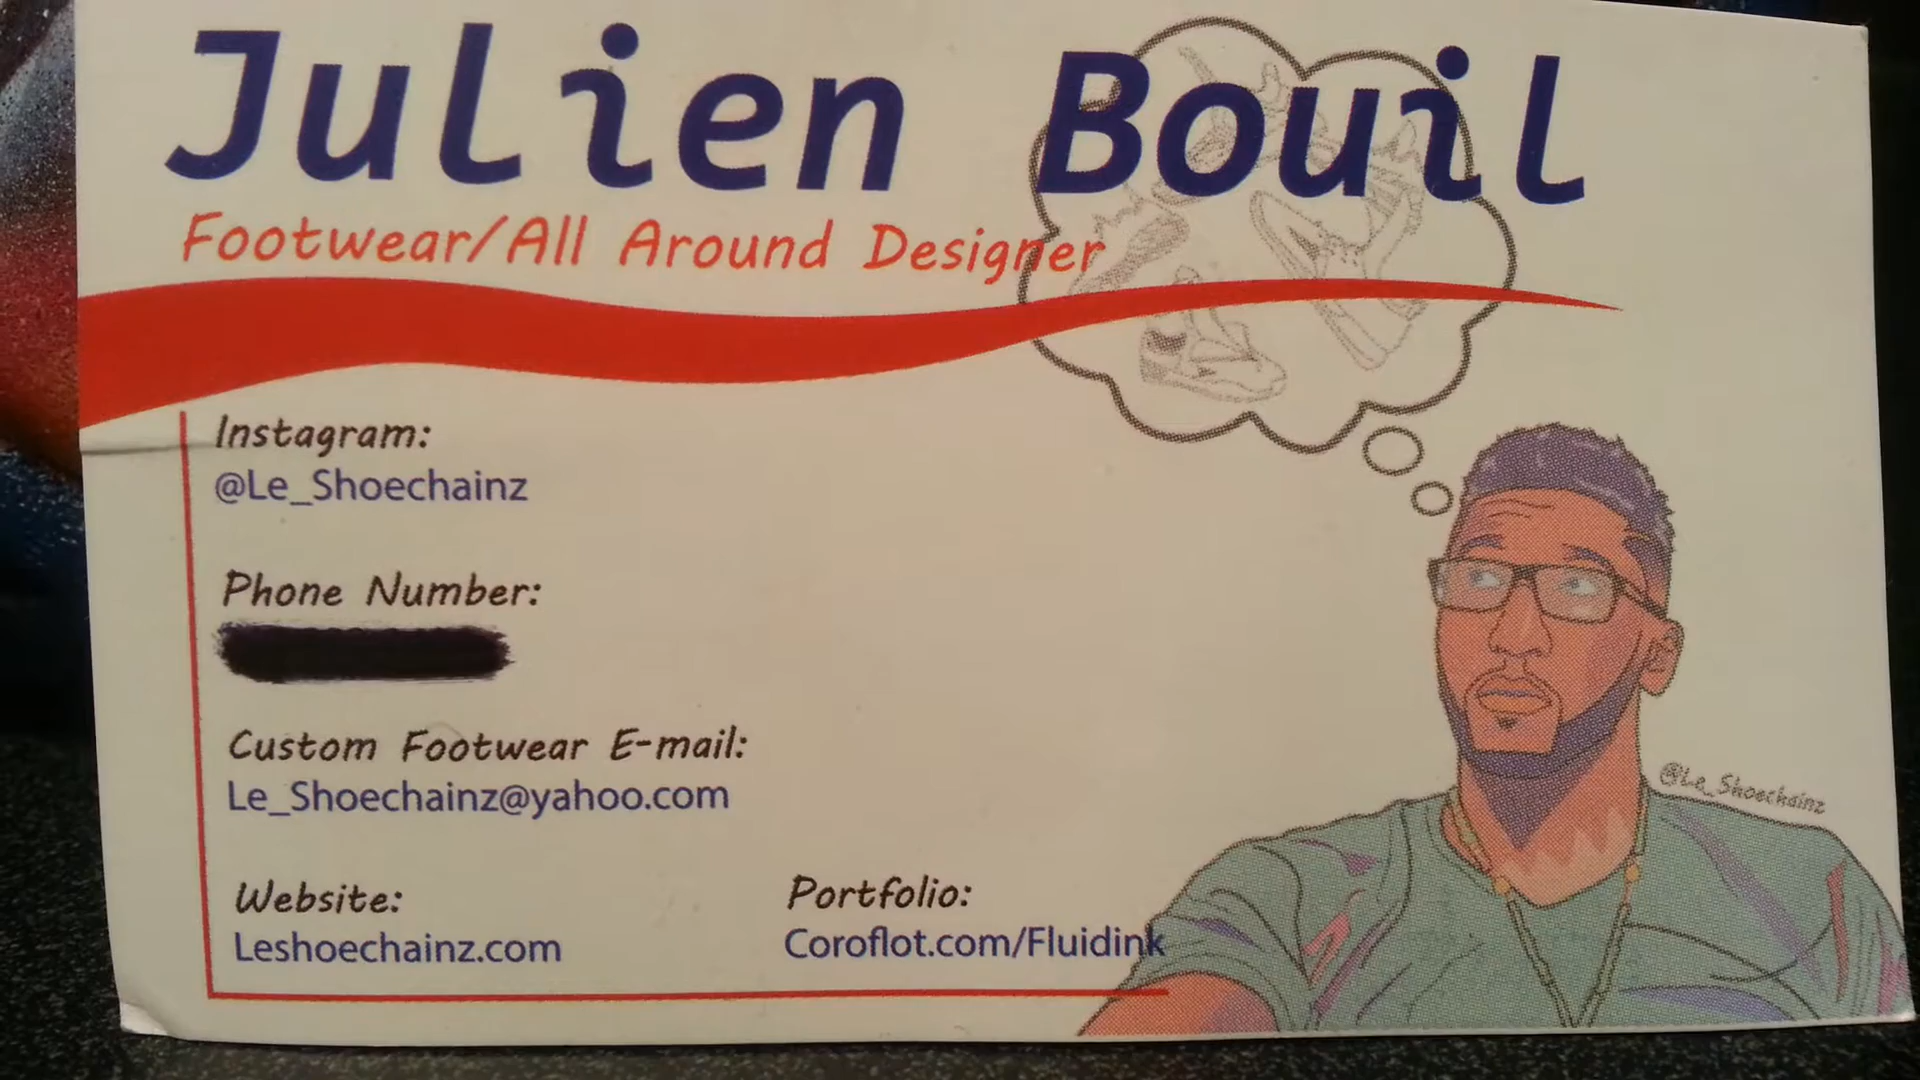 Julien Bouil
Footwear/All Around Designer
Instagram:
@Le_Shoechainz
Phone Number:
Custom Footwear E-mail:
Le_Shoechainz@yahoo.com
Website:
Leshoechainz.com
Portfolio:
Coroflot.com/Fluidink
@Le_Shoechainz